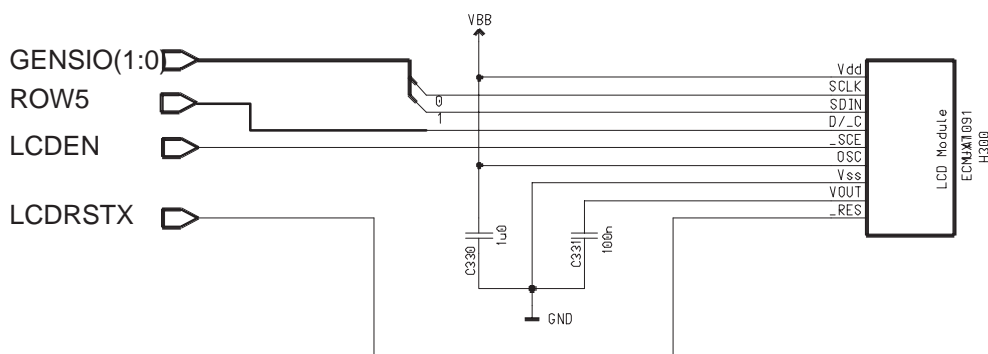 VBB
GENSIO(1:0)
ROW5
LCDEN
LCDRSTX
0
1
Vdd
SCLK
SDIN
D/_C
_SCE
OSC
Vss
VOUT
_RES
LCD Module
H300
C330
1u0
C331
100n
GND